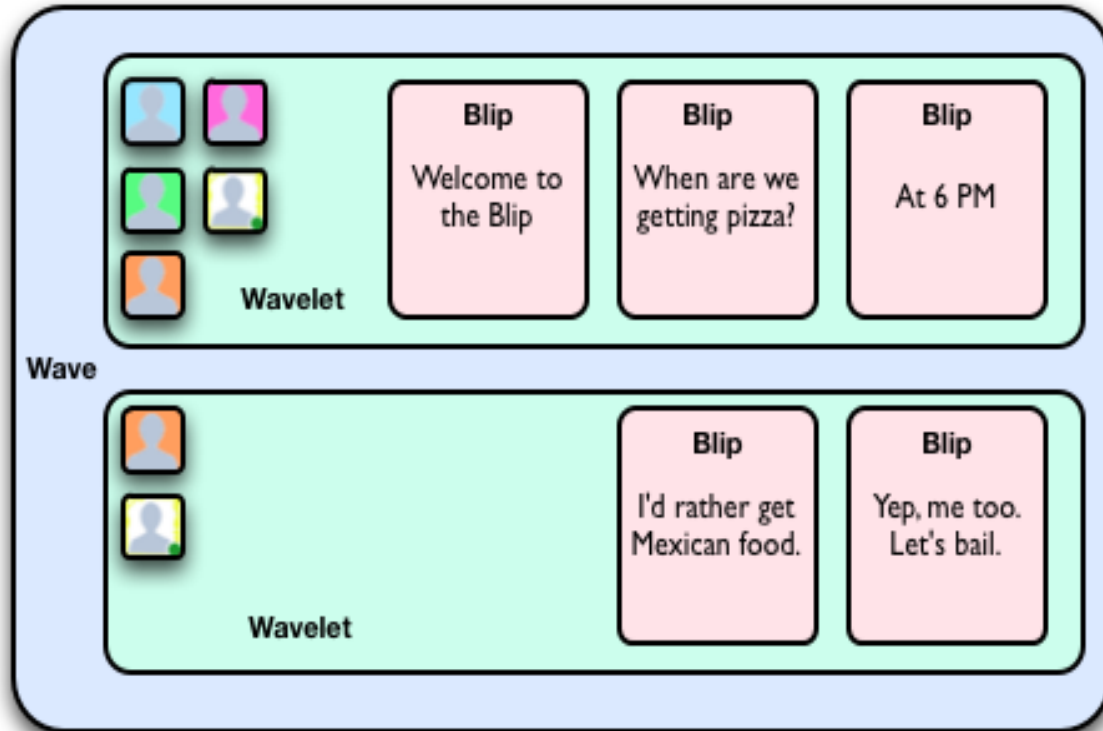 Blip
Welcome to
the Blip
Blip
When are we
getting pizza?
Blip
At 6 PM
Wavelet
Wave
Blip
I'd rather get
Mexican food.
Blip
Yep, me too.
Let's bail.
Wavelet